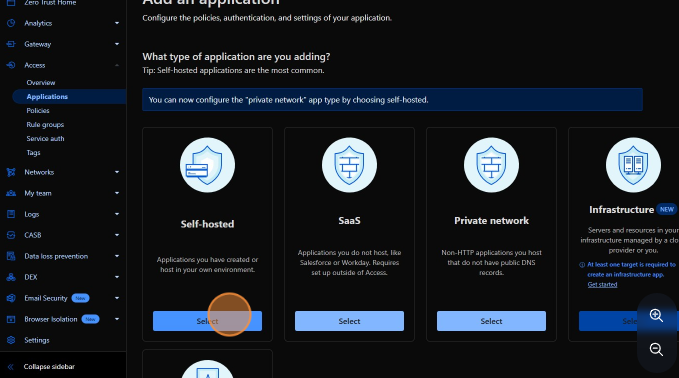 Zero Trust Home
Analytics
Gateway
Access
Overview
Applications
Policies
Rule groups
Service auth
Tags
Networks
My team
Logs
CASB
Data loss prevention
DEX
Email Security New
Browser Isolation New
Settings
Collapse sidebar
Add an application
Configure the policies, authentication, and settings of your application.
What type of application are you adding?
Tip: Self-hosted applications are the most common.
You can now configure the "private network" app type by choosing self-hosted.
Self-hosted
Applications you have created or
host in your own environment.
Select
SaaS
Applications you do not host, like
Salesforce or Workday. Requires
set up outside of Access.
Select
Private network
Non-HTTP applications you host
that do not have public DNS
records.
Select
Infrastructure NEW
Servers and resources in your
infrastructure managed by a clo
provider or you.
At least one target is required to
create an infrastructure app.
Get started
Sele